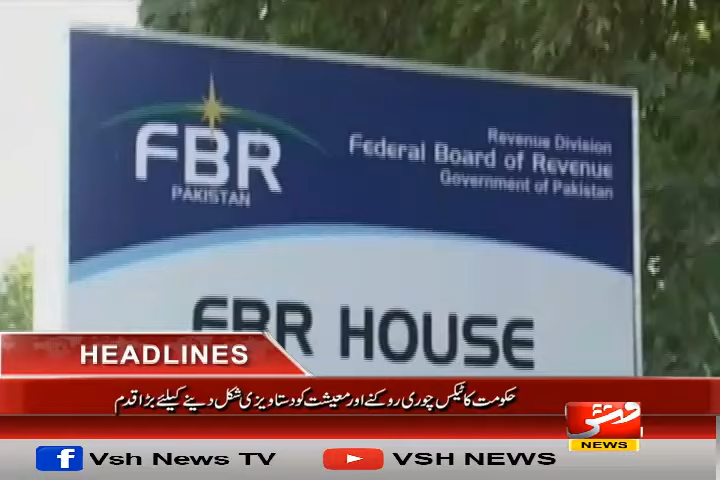 FBR
PAKISTAN
Revenue Division
Federal Board of Revenue
Government of Pakistan
FBR HOUSE
HEADLINES
حکومت کا ٹیکس چوری روکنے اور معیشت کو دستاویزی شکل دینے کیلئے بڑا قدم
وش
NEWS
Vsh News TV
VSH NEWS